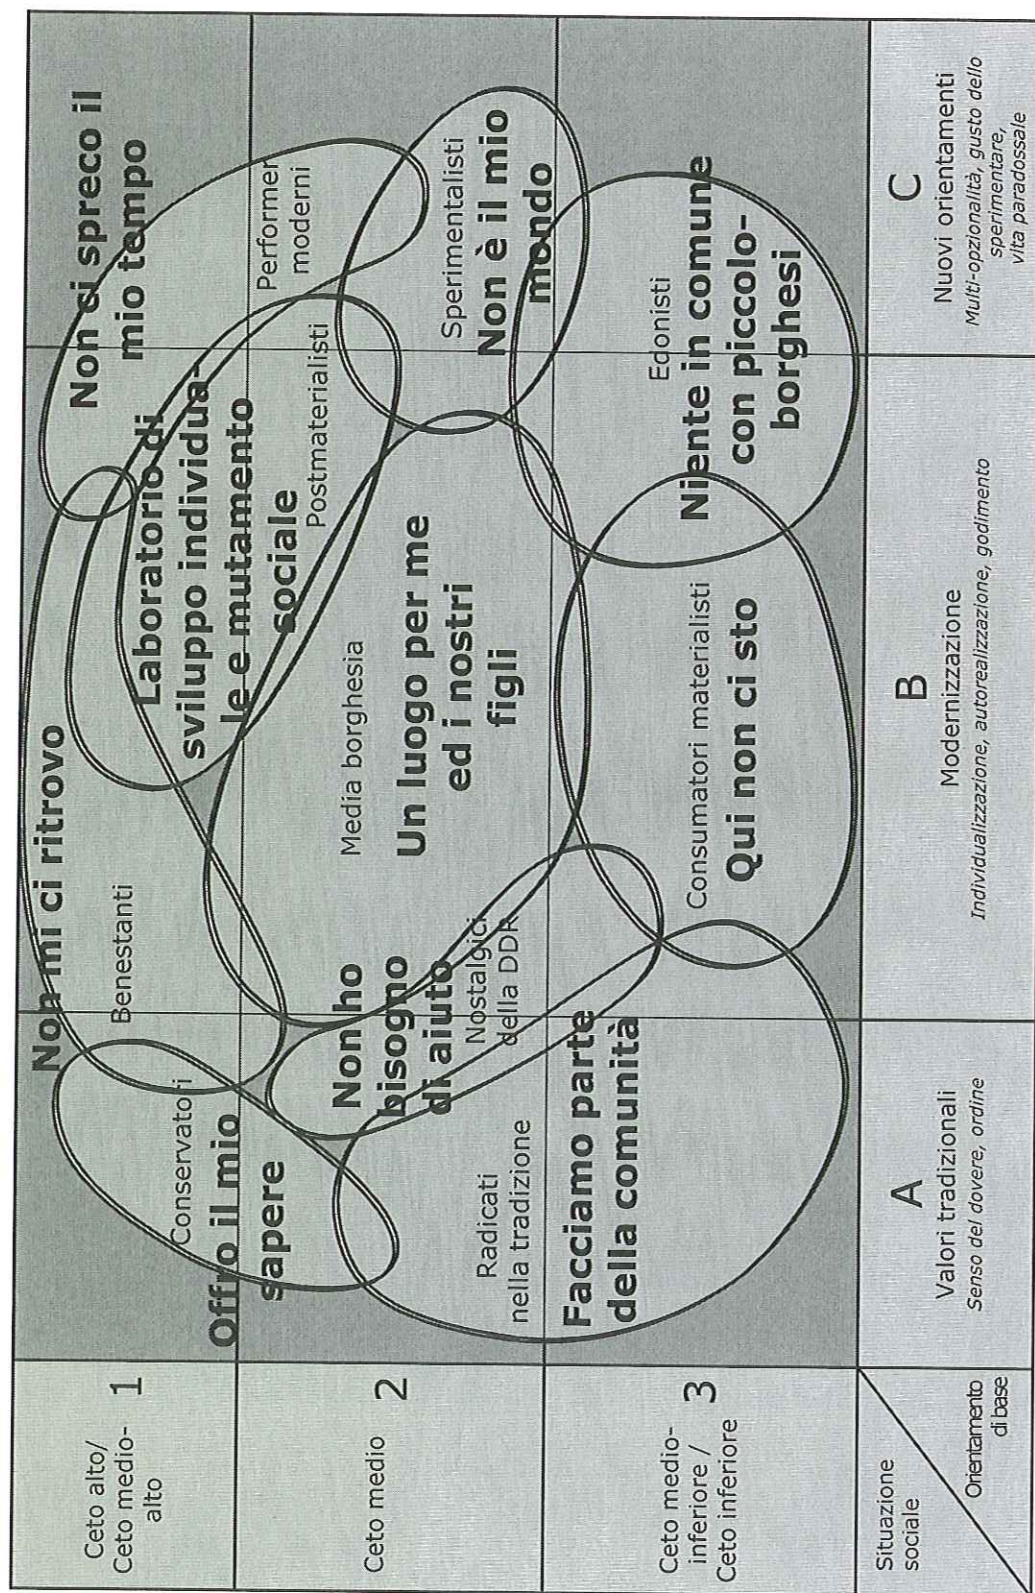 Ceto alto/
Ceto medio-
alto
1
Non mi ci ritrovo
Non ci spreco il
mio tempo
Conservatori
Offro il mio
sapere
Benestanti
Laboratorio di
sviluppo individua-
le e mutamento
sociale
Postmaterialisti
Performer
moderni
Ceto medio
2
Non ho
bisogno
di aiuto
Nostalgici
della DDR
Media borghesia
Un luogo per me
ed i nostri
figli
Sperimentalisti
Non è il mio
mondo
Radicati
nella tradizione
Facciamo parte
della comunità
Ceto medio-
inferiore /
Ceto inferiore
3
Consumatori materialisti
Qui non ci sto
Edonisti
Niente in comune
con piccolo-
borghesi
Situazione
sociale
Orientamento
di base
A
Valori tradizionali
Senso del dovere, ordine
B
Modernizzazione
Individualizzazione, autorealizzazione, godimento
C
Nuovi orientamenti
Multi-opzionalità, gusto dello
sperimentare,
vita paradossale